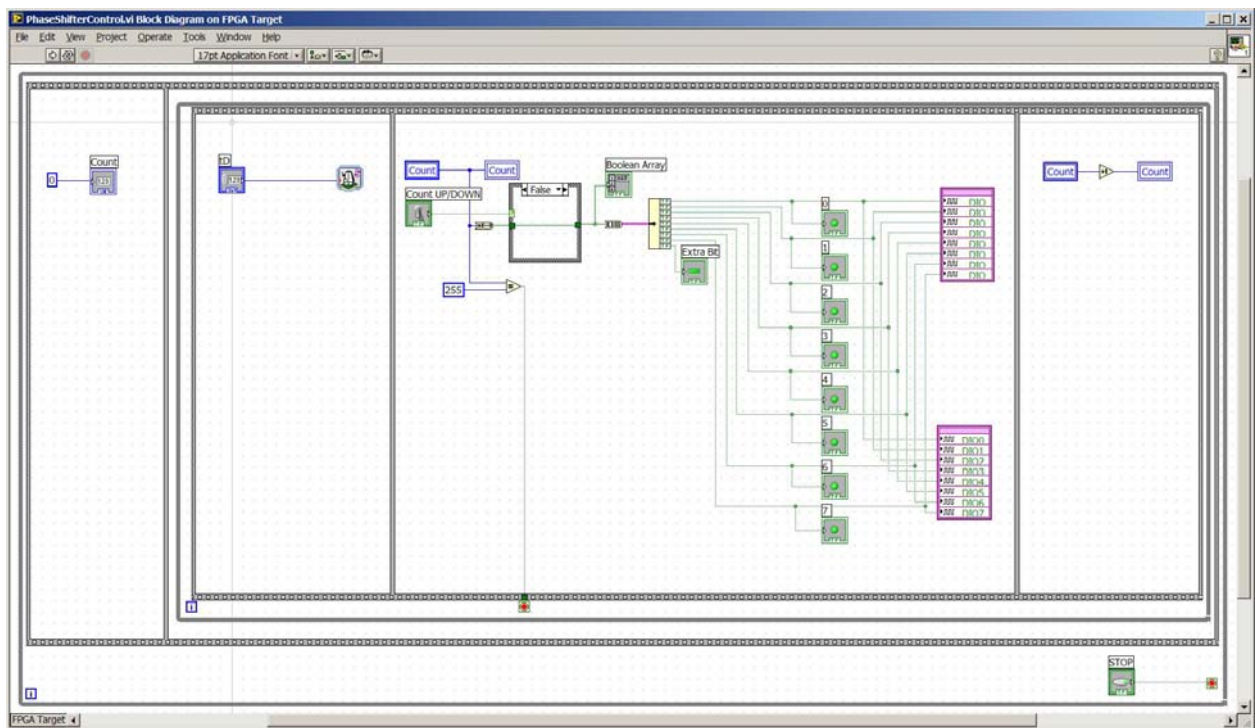 PhaseShifterControl.vi Block Diagram on FPGA Target
File Edit View Project Operate Tools Window Help
17pt Application Font
Count
0
tD
Count
Count
Count UP/DOWN
False
Boolean Array
255
Extra Bit
0
1
2
3
4
5
6
7
DIO
DIO
DIO
DIO
DIO
DIO
DIO
DIO
DIO0
DIO1
DIO2
DIO3
DIO4
DIO5
DIO6
DIO7
Count
Count
i
STOP
i
FPGA Target